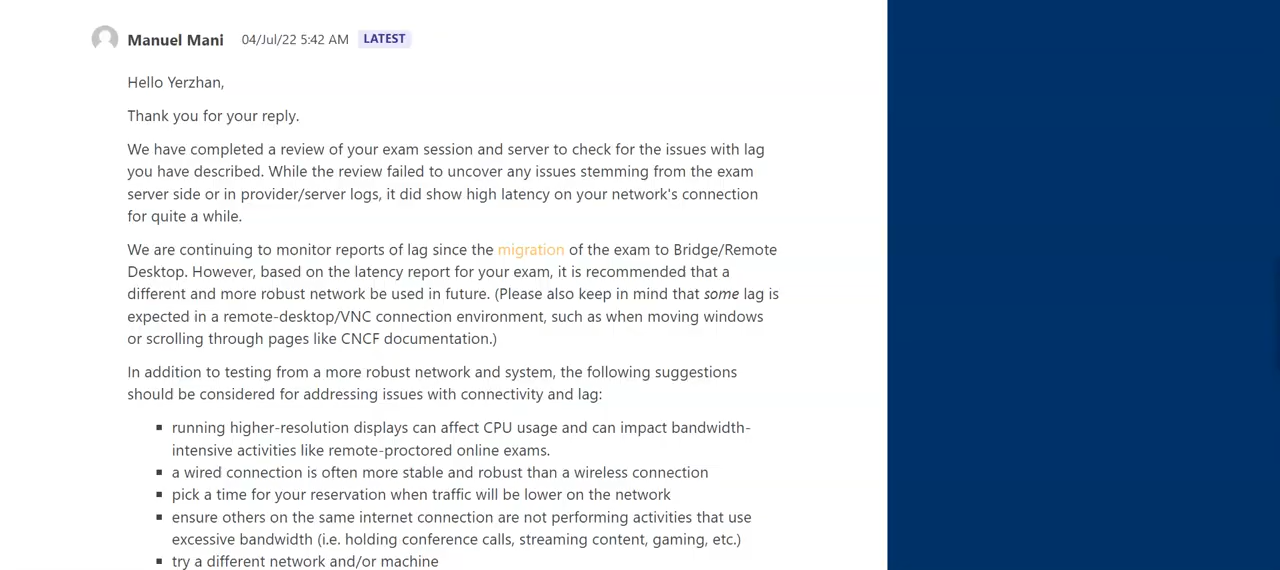 Manuel Mani 04/Jul/22 5:42 AM LATEST
Hello Yerzhan,
Thank you for your reply.
We have completed a review of your exam session and server to check for the issues with lag
you have described. While the review failed to uncover any issues stemming from the exam
server side or in provider/server logs, it did show high latency on your network's connection
for quite a while.
We are continuing to monitor reports of lag since the migration of the exam to Bridge/Remote
Desktop. However, based on the latency report for your exam, it is recommended that a
different and more robust network be used in future. (Please also keep in mind that some lag is
expected in a remote-desktop/VNC connection environment, such as when moving windows
or scrolling through pages like CNCF documentation.)
In addition to testing from a more robust network and system, the following suggestions
should be considered for addressing issues with connectivity and lag:
▪ running higher-resolution displays can affect CPU usage and can impact bandwidth-
intensive activities like remote-proctored online exams.
▪ a wired connection is often more stable and robust than a wireless connection
▪ pick a time for your reservation when traffic will be lower on the network
▪ ensure others on the same internet connection are not performing activities that use
excessive bandwidth (i.e. holding conference calls, streaming content, gaming, etc.)
▪ try a different network and/or machine